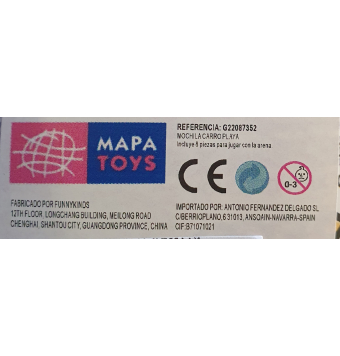 MAPA
TOYS
REFERENCIA: G22087352
MOCHILA CARRO PLAYA
Incluye 6 piezas para jugar con la arena
CE
0-3
FABRICADO POR FUNNYKINDS
12TH FLOOR, LONGCHANG BUILDING, MEILONG ROAD
CHENGHAI, SHANTOU CITY, GUANGDONG PROVINCE, CHINA
IMPORTADO POR: ANTONIO FERNANDEZ DELGADO SL
C/BERRIOPLANO, 6 31013, ANSOAIN-NAVARRA-SPAIN
CIF:B71071021